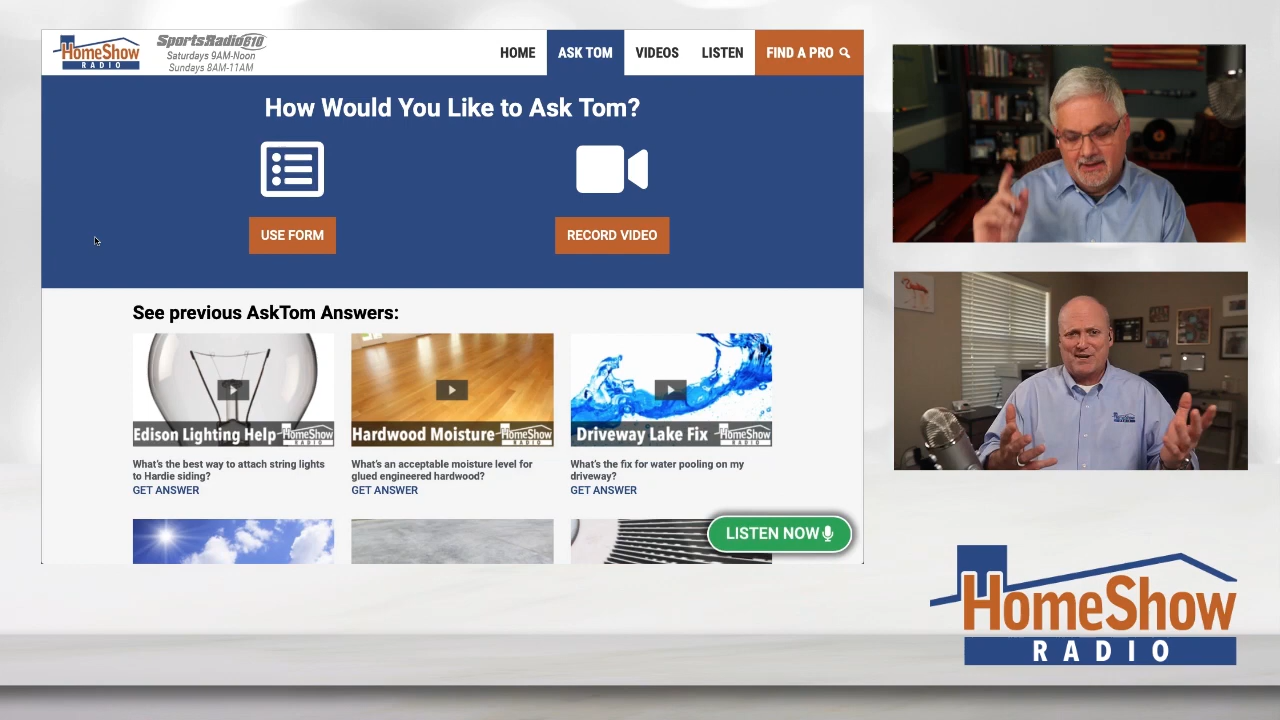 HomeShow
RADIO
SportsRadio610
Saturdays 9AM-Noon
Sundays 8AM-11AM
HOME
ASK TOM
VIDEOS
LISTEN
FIND A PRO
How Would You Like to Ask Tom?
USE FORM
RECORD VIDEO
See previous AskTom Answers:
Edison Lighting Help
HomeShow
RADIO
Hardwood Moisture
HomeShow
RADIO
Driveway Lake Fix
HomeShow
RADIO
What's the best way to attach string lights
to Hardie siding?
GET ANSWER
What's an acceptable moisture level for
glued engineered hardwood?
GET ANSWER
What's the fix for water pooling on my
driveway?
GET ANSWER
LISTEN NOW
HomeShow
RADIO